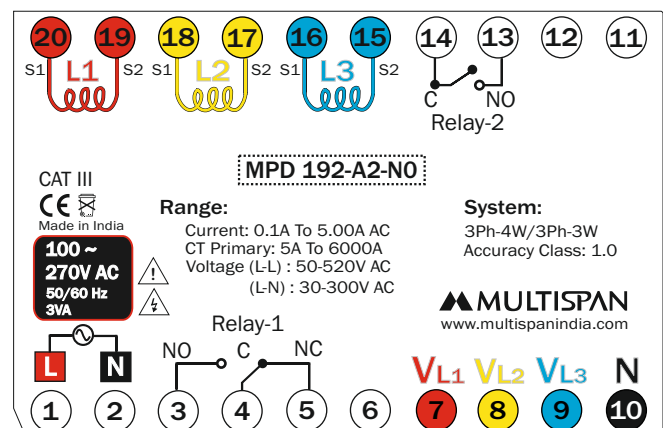 20 19 18 17 16 15 14 13 12 11
S1 L1 S2 S1 L2 S2 S1 L3 S2
C NO
Relay-2
MPD 192-A2-N0
CAT III
CE
Made in India
100 ~
270V AC
50/60 Hz
3VA
Range:
Current: 0.1A To 5.00A AC
CT Primary: 5A To 6000A
Voltage (L-L) : 50-520V AC
(L-N) : 30-300V AC
System:
3Ph-4W/3Ph-3W
Accuracy Class: 1.0
MULTISPAN
www.multispanindia.com
Relay-1
L N NO C NC VL1 VL2 VL3 N
1 2 3 4 5 6 7 8 9 10